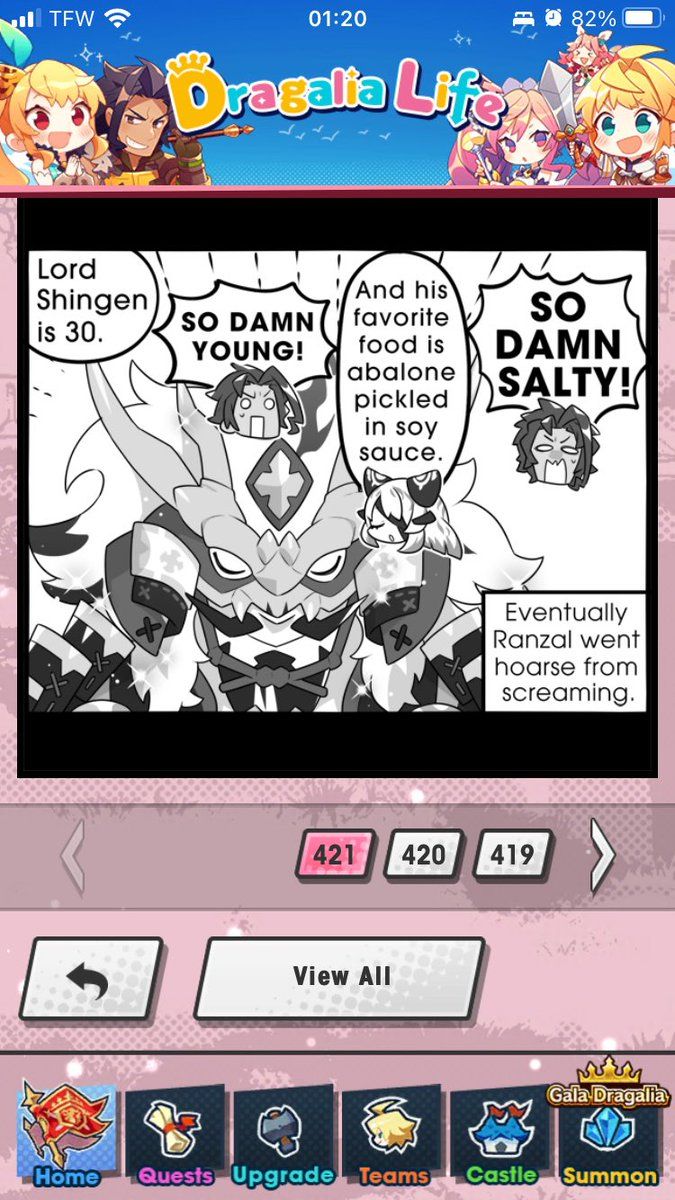 TFW
01:20
82%
Dragalia Life
Lord
Shingen
is 30.
SO DAMN
YOUNG!
And his
favorite
food is
abalone
pickled
in soy
sauce.
SO
DAMN
SALTY!
Eventually
Ranzal went
hoarse from
screaming.
421
420
419
View All
Gala Dragalia
Home
Quests
Upgrade
Teams
Castle
Summon